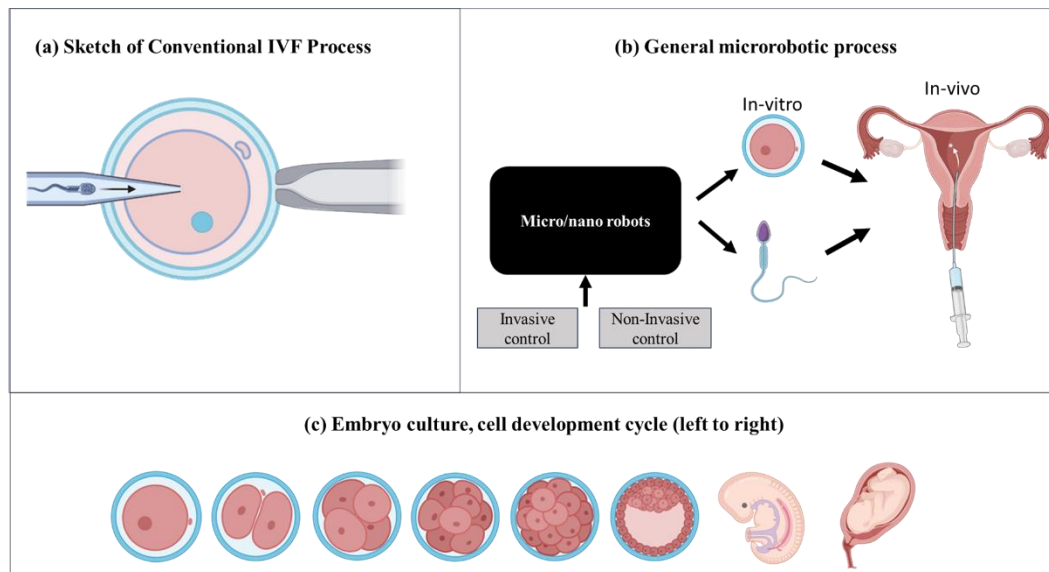 (a) Sketch of Conventional IVF Process
(b) General microrobotic process
In-vitro
In-vivo
Micro/nano robots
Invasive
control
Non-Invasive
control
(c) Embryo culture, cell development cycle (left to right)